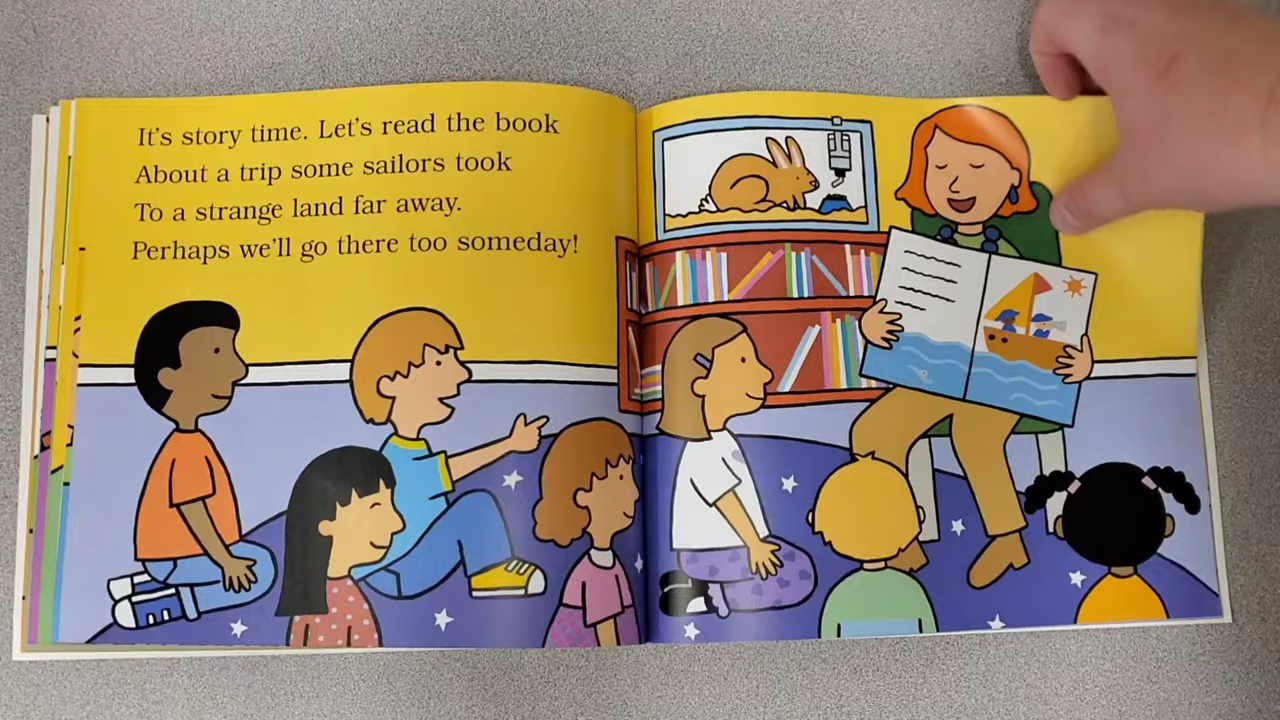 It's story time. Let's read the book
About a trip some sailors took
To a strange land far away.
Perhaps we'll go there too someday!